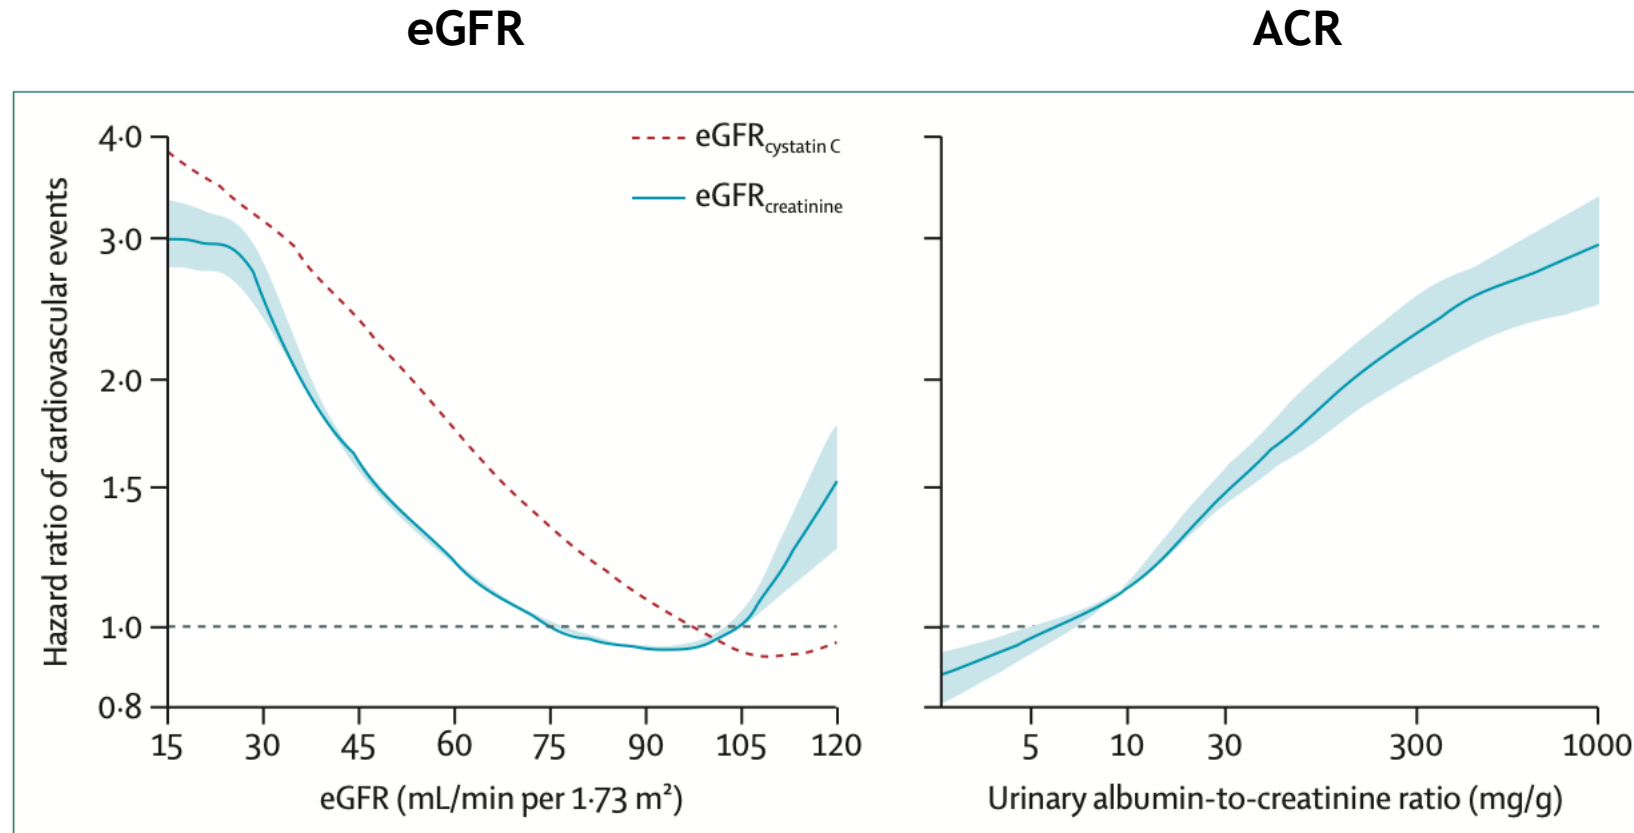 eGFR
ACR
4·0
3·0
2·0
1·5
1·0
0·8
Hazard ratio of cardiovascular events
eGFRcystatin C
eGFRcreatinine
15 30 45 60 75 90 105 120
eGFR (mL/min per 1·73 m²)
5 10 30 300 1000
Urinary albumin-to-creatinine ratio (mg/g)